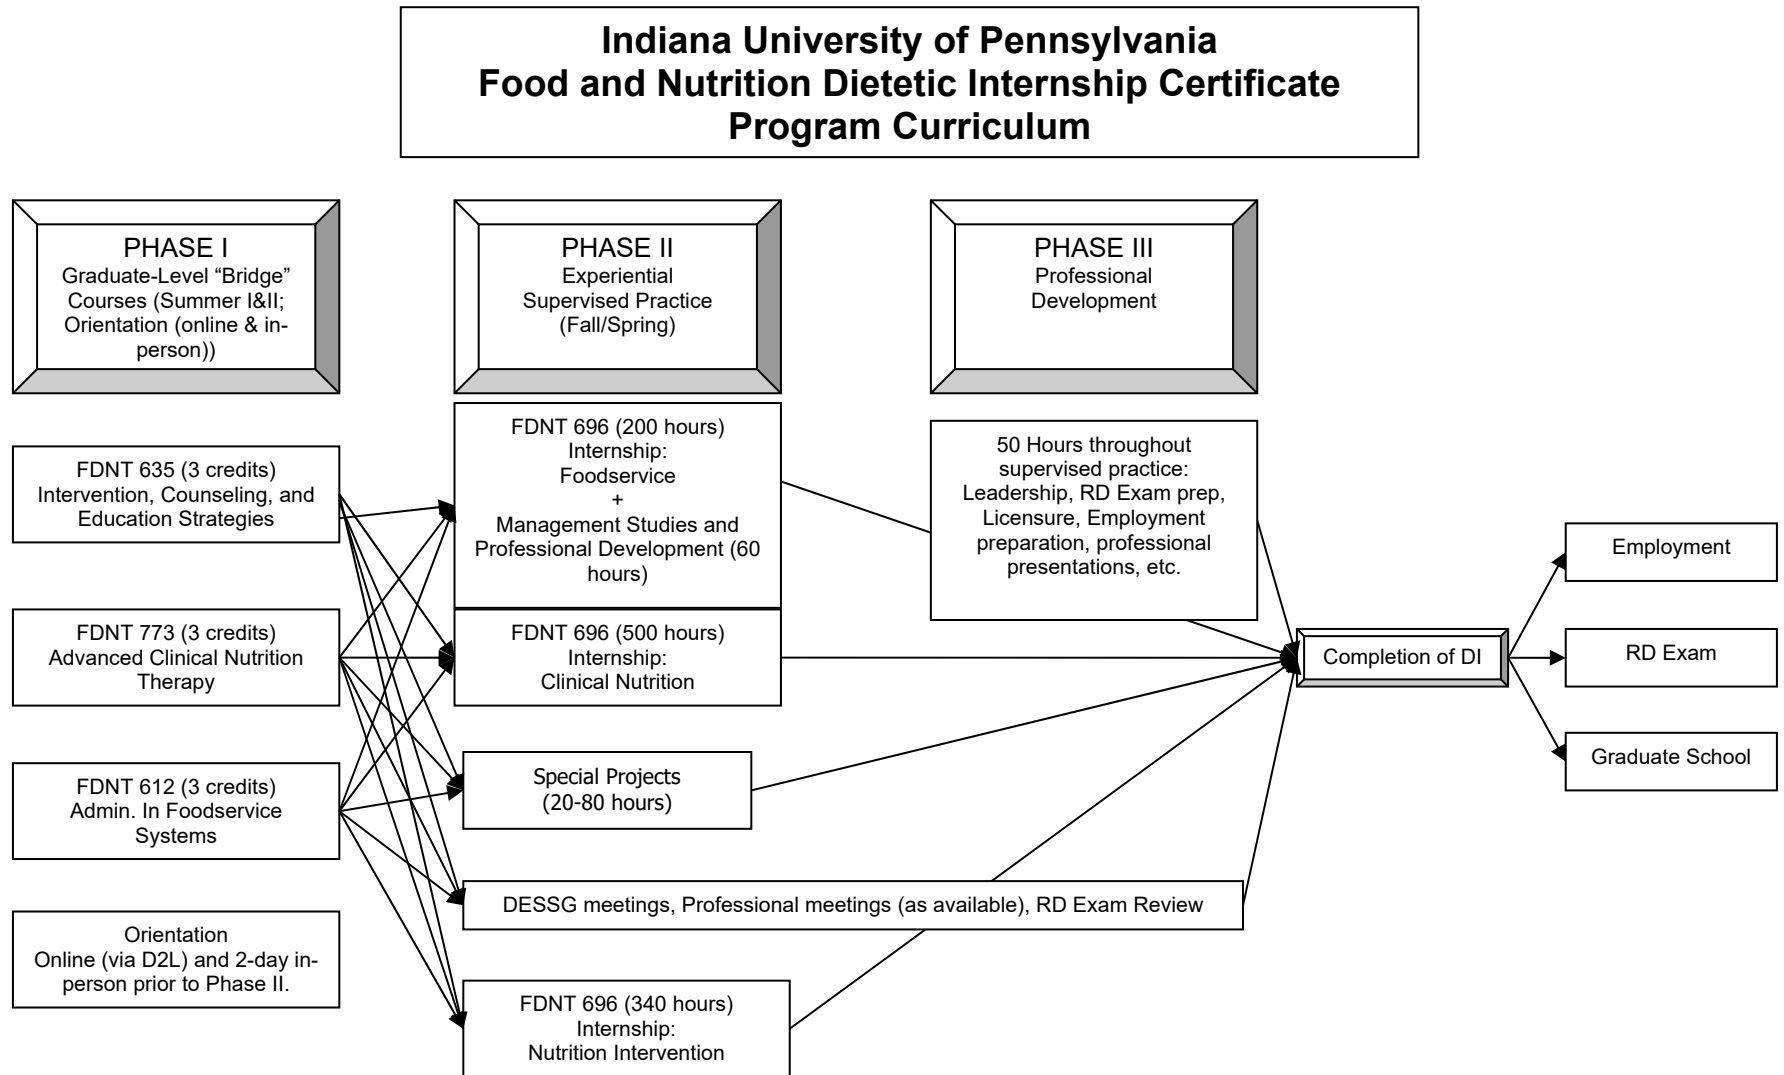 Indiana University of Pennsylvania
Food and Nutrition Dietetic Internship Certificate
Program Curriculum
PHASE I
Graduate-Level “Bridge”
Courses (Summer I&II;
Orientation (online & in-
person))
PHASE II
Experiential
Supervised Practice
(Fall/Spring)
PHASE III
Professional
Development
FDNT 635 (3 credits)
Intervention, Counseling, and
Education Strategies
FDNT 773 (3 credits)
Advanced Clinical Nutrition
Therapy
FDNT 612 (3 credits)
Admin. In Foodservice
Systems
Orientation
Online (via D2L) and 2-day in-
person prior to Phase II.
FDNT 696 (200 hours)
Internship:
Foodservice
+
Management Studies and
Professional Development (60
hours)
FDNT 696 (500 hours)
Internship:
Clinical Nutrition
Special Projects
(20-80 hours)
DESSG meetings, Professional meetings (as available), RD Exam Review
FDNT 696 (340 hours)
Internship:
Nutrition Intervention
50 Hours throughout
supervised practice:
Leadership, RD Exam prep,
Licensure, Employment
preparation, professional
presentations, etc.
Completion of DI
Employment
RD Exam
Graduate School